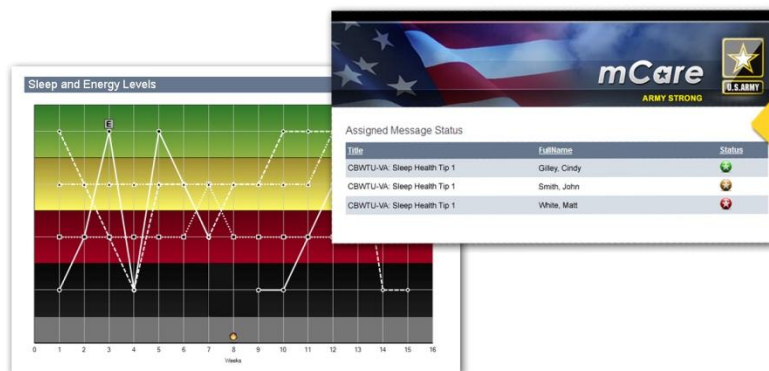 Sleep and Energy Levels
E
0 1 2 3 4 5 6 7 8 9 10 11 12 13 14 15 16
Weeks
mCare
ARMY STRONG
U.S.ARMY
Assigned Message Status
Title FullName Status
CBWTU-VA: Sleep Health Tip 1 Gilley, Cindy
CBWTU-VA: Sleep Health Tip 1 Smith, John
CBWTU-VA: Sleep Health Tip 1 White, Matt